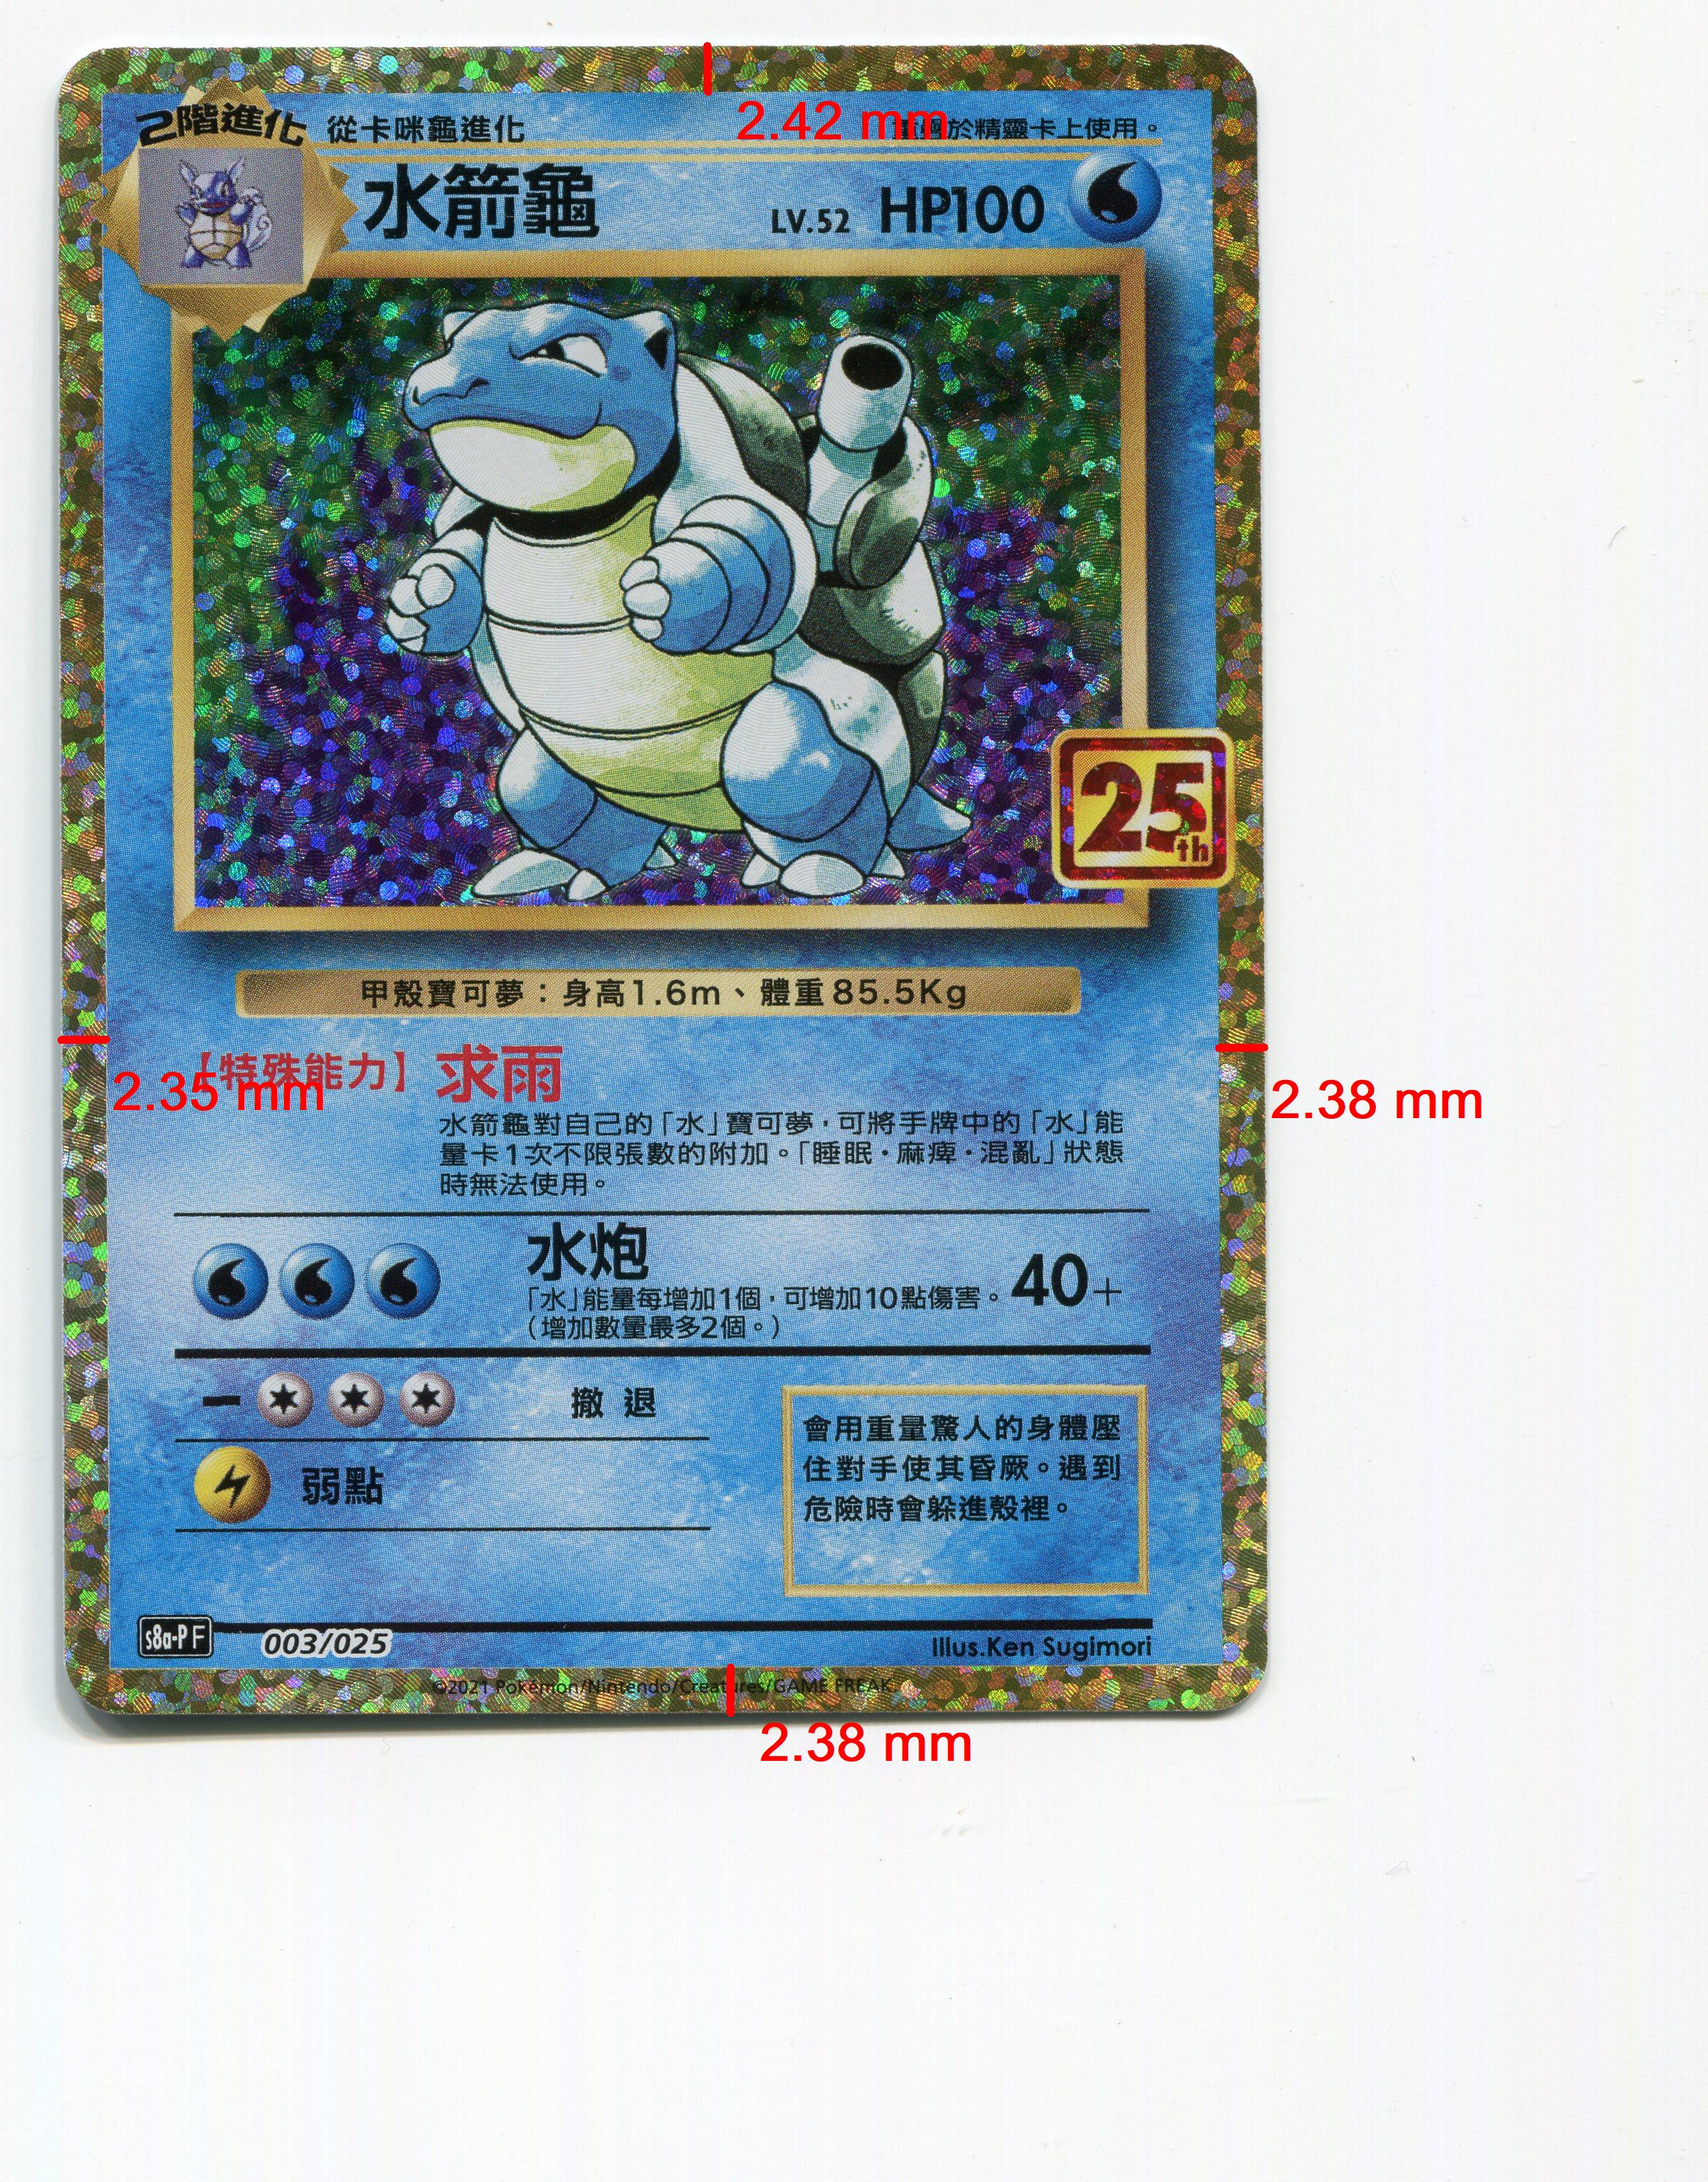 2階進化 從卡咪龜進化
於精靈卡上使用。
2.42 mm
水箭龜 LV.52 HP100
25th
甲殼寶可夢：身高1.6m、體重85.5Kg
【特殊能力】 求雨
2.35 mm
2.38 mm
水箭龜對自己的「水」寶可夢，可將手牌中的「水」能
量卡1次不限張數的附加。「睡眠・麻痺・混亂」狀態
時無法使用。
水炮 40+
「水」能量每增加1個，可增加10點傷害。
（增加數量最多2個。）
撤退
弱點
會用重量驚人的身體壓
住對手使其昏厥。遇到
危險時會躲進殼裡。
s8a-P F 003/025 Illus.Ken Sugimori
©2021 Pokémon/Nintendo/Creatures/GAME FREAK
2.38 mm